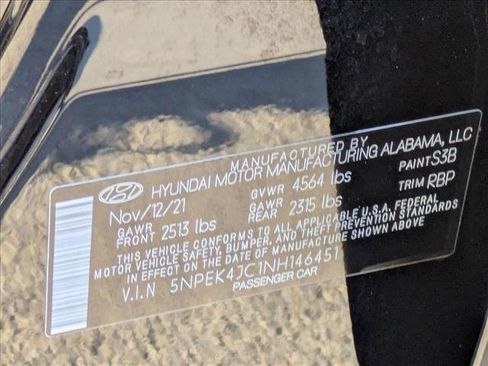 MANUFACTURED BY
HYUNDAI MOTOR MANUFACTURING ALABAMA, LLC
Nov/12/21 GVWR 4564 lbs PAINT S3B
GAWR FRONT 2513 lbs GAWR REAR 2315 lbs TRIM RBP
THIS VEHICLE CONFORMS TO ALL APPLICABLE U.S.A. FEDERAL
MOTOR VEHICLE SAFETY, BUMPER, AND THEFT PREVENTION STANDARDS
IN EFFECT ON THE DATE OF MANUFACTURE SHOWN ABOVE
V.I.N 5NPEK4JC1NH146451
PASSENGER CAR